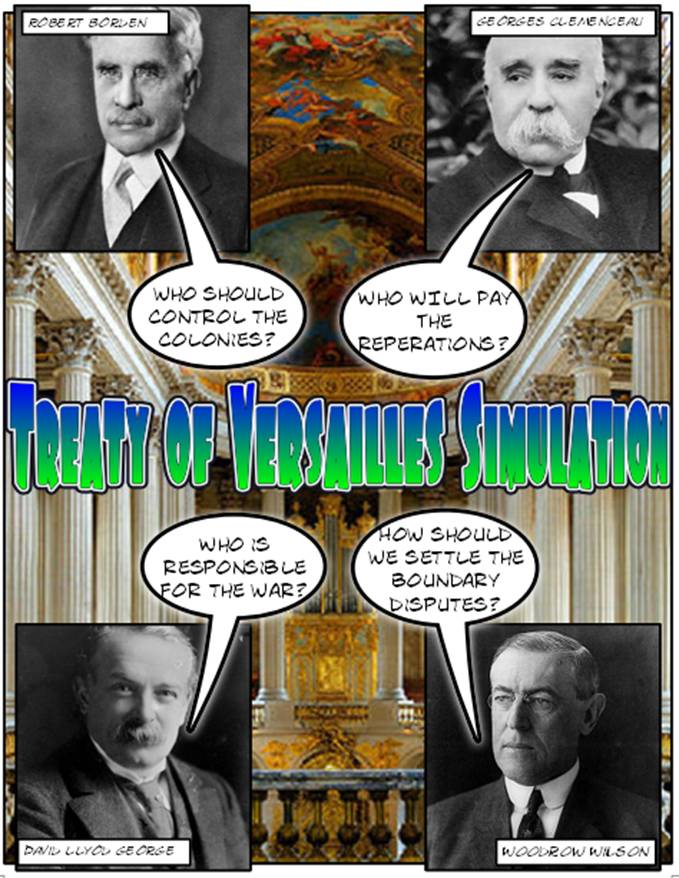 ROBERT BORDEN
GEORGES CLEMENCEAU
WHO SHOULD
CONTROL THE
COLONIES?
WHO WILL PAY
THE
REPERATIONS?
TREATY OF VERSAILLES SIMULATION
WHO IS
RESPONSIBLE
FOR THE WAR?
HOW SHOULD
WE SETTLE THE
BOUNDARY
DISPUTES?
DAVID LLYOD GEORGE
WOODROW WILSON